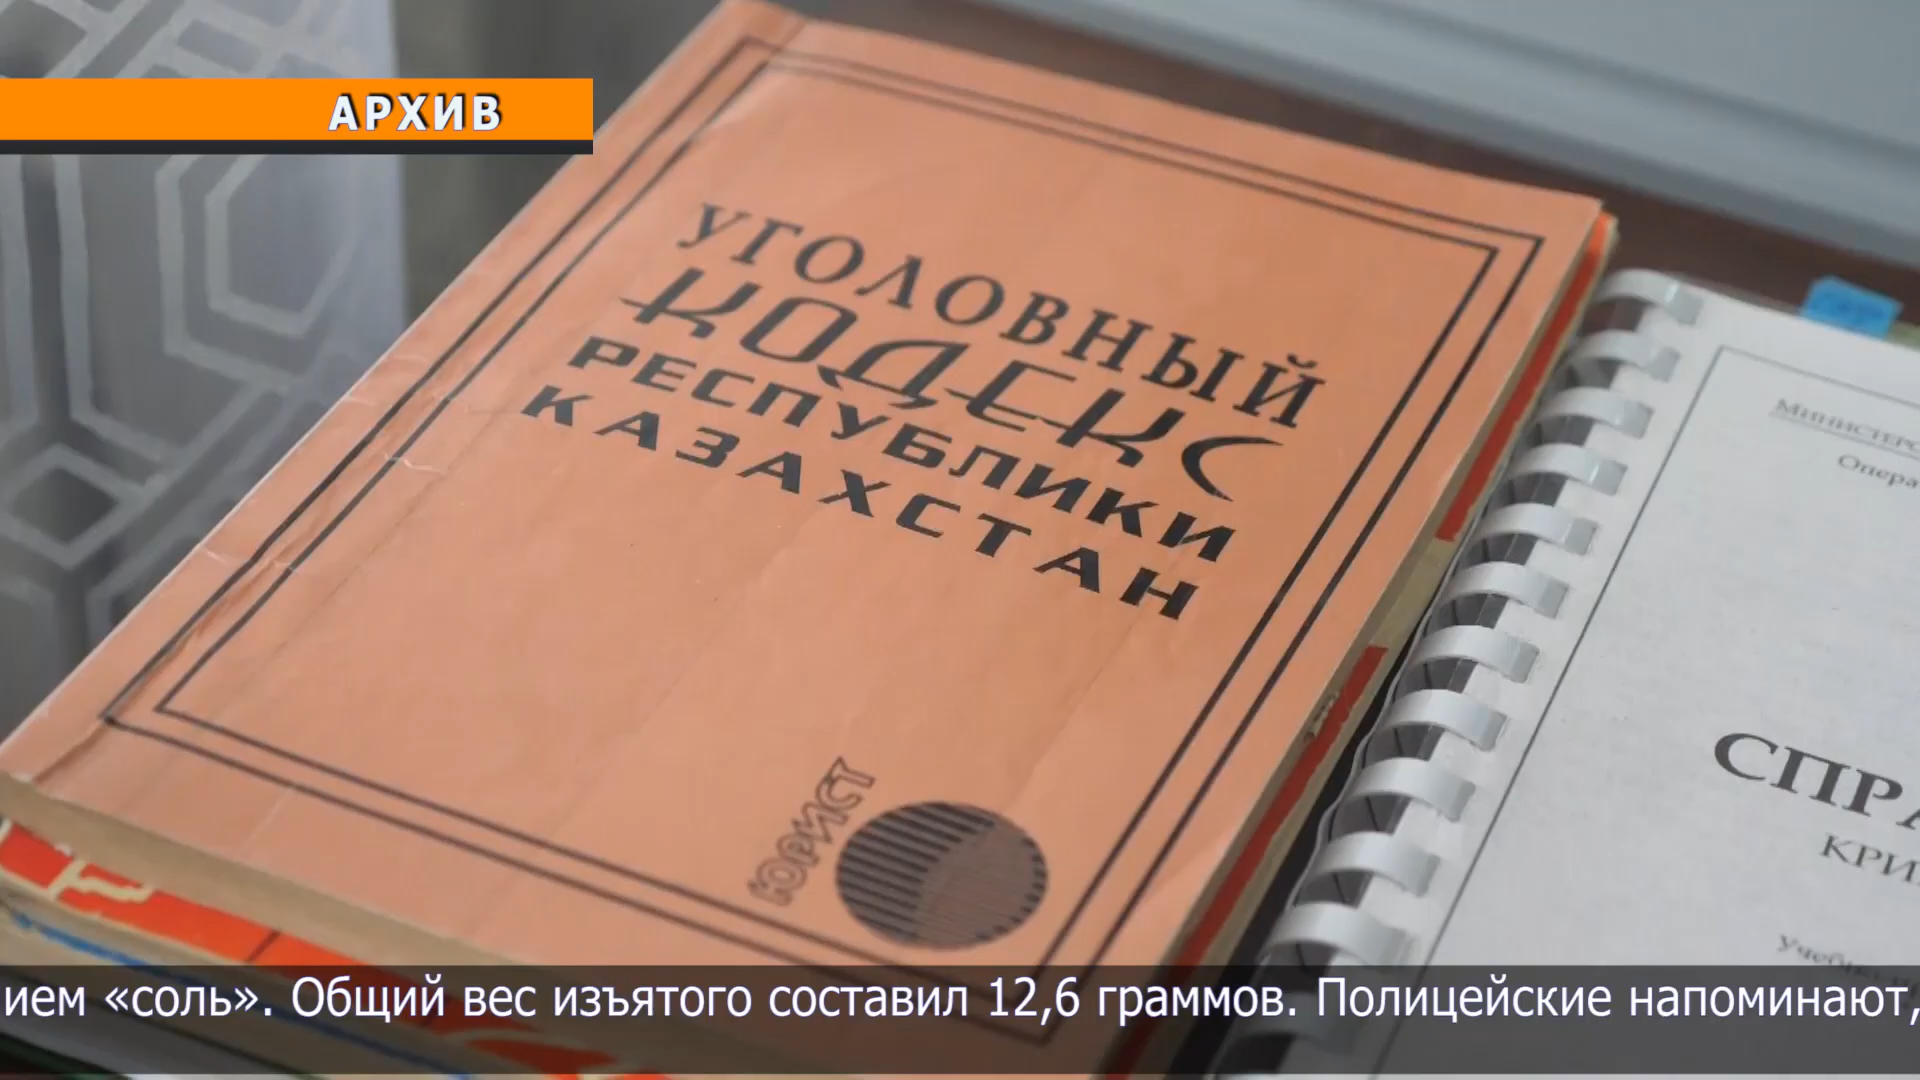 АРХИВ
УГОЛОВНЫЙ
КОДЕКС
РЕСПУБЛИКИ
КАЗАХСТАН
ЮРИСТ
Опера
СПРА
КРИ
ием «соль». Общий вес изъятого составил 12,6 граммов. Полицейские напоминают,